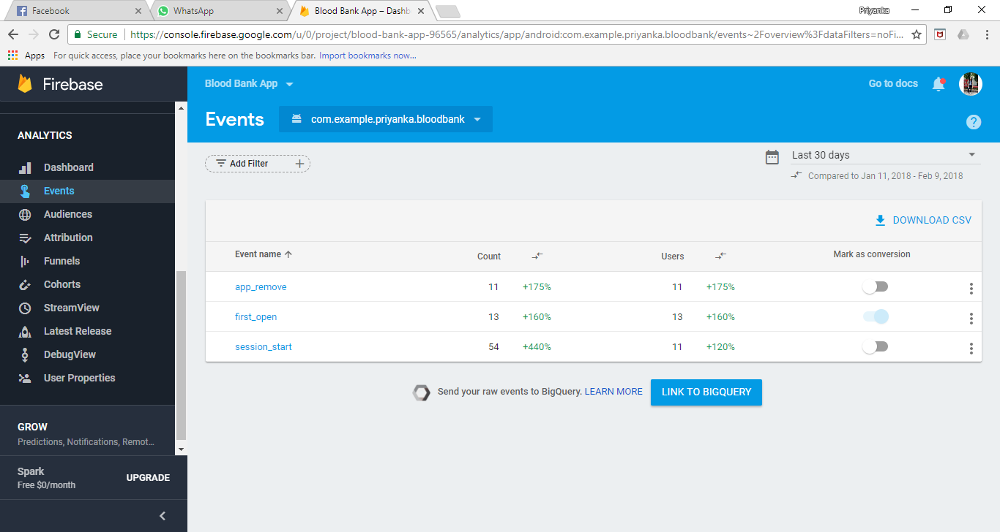 Facebook
WhatsApp
Blood Bank App – Dashb
Priyanka
Secure
https://console.firebase.google.com/u/0/project/blood-bank-app-96565/analytics/app/android:com.example.priyanka.bloodbank/events~2Foverview%3FdataFilters=noFi...
Apps For quick access, place your bookmarks here on the bookmarks bar. Import bookmarks now...
Firebase
ANALYTICS
Dashboard
Events
Audiences
Attribution
Funnels
Cohorts
StreamView
Latest Release
DebugView
User Properties
GROW
Predictions, Notifications, Remot...
Spark
Free $0/month
UPGRADE
Blood Bank App
Go to docs
Events com.example.priyanka.bloodbank
?
Add Filter
Last 30 days
Compared to Jan 11, 2018 - Feb 9, 2018
DOWNLOAD CSV
Event name Count Users Mark as conversion
app_remove 11 +175% 11 +175%
first_open 13 +160% 13 +160%
session_start 54 +440% 11 +120%
Send your raw events to BigQuery. LEARN MORE LINK TO BIGQUERY